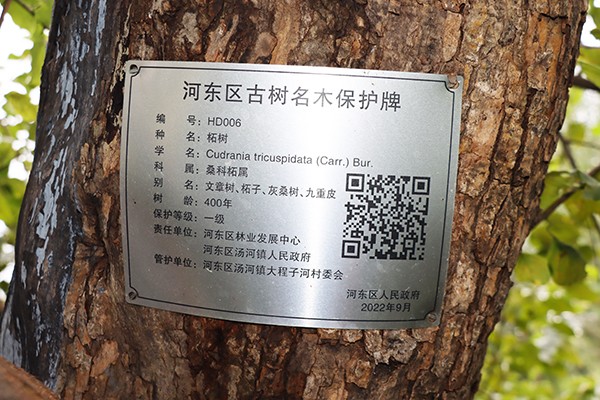 河东区古树名木保护牌
编 号：HD006
种 名：柘树
学 名：Cudrania tricuspidata (Carr.) Bur.
科 属：桑科柘属
别 名：文章树、柘子、灰桑树、九重皮
树 龄：400年
保护等级：一级
责任单位：河东区林业发展中心
河东区汤河镇人民政府
管护单位：河东区汤河镇大程子河村委会
河东区人民政府
2022年9月